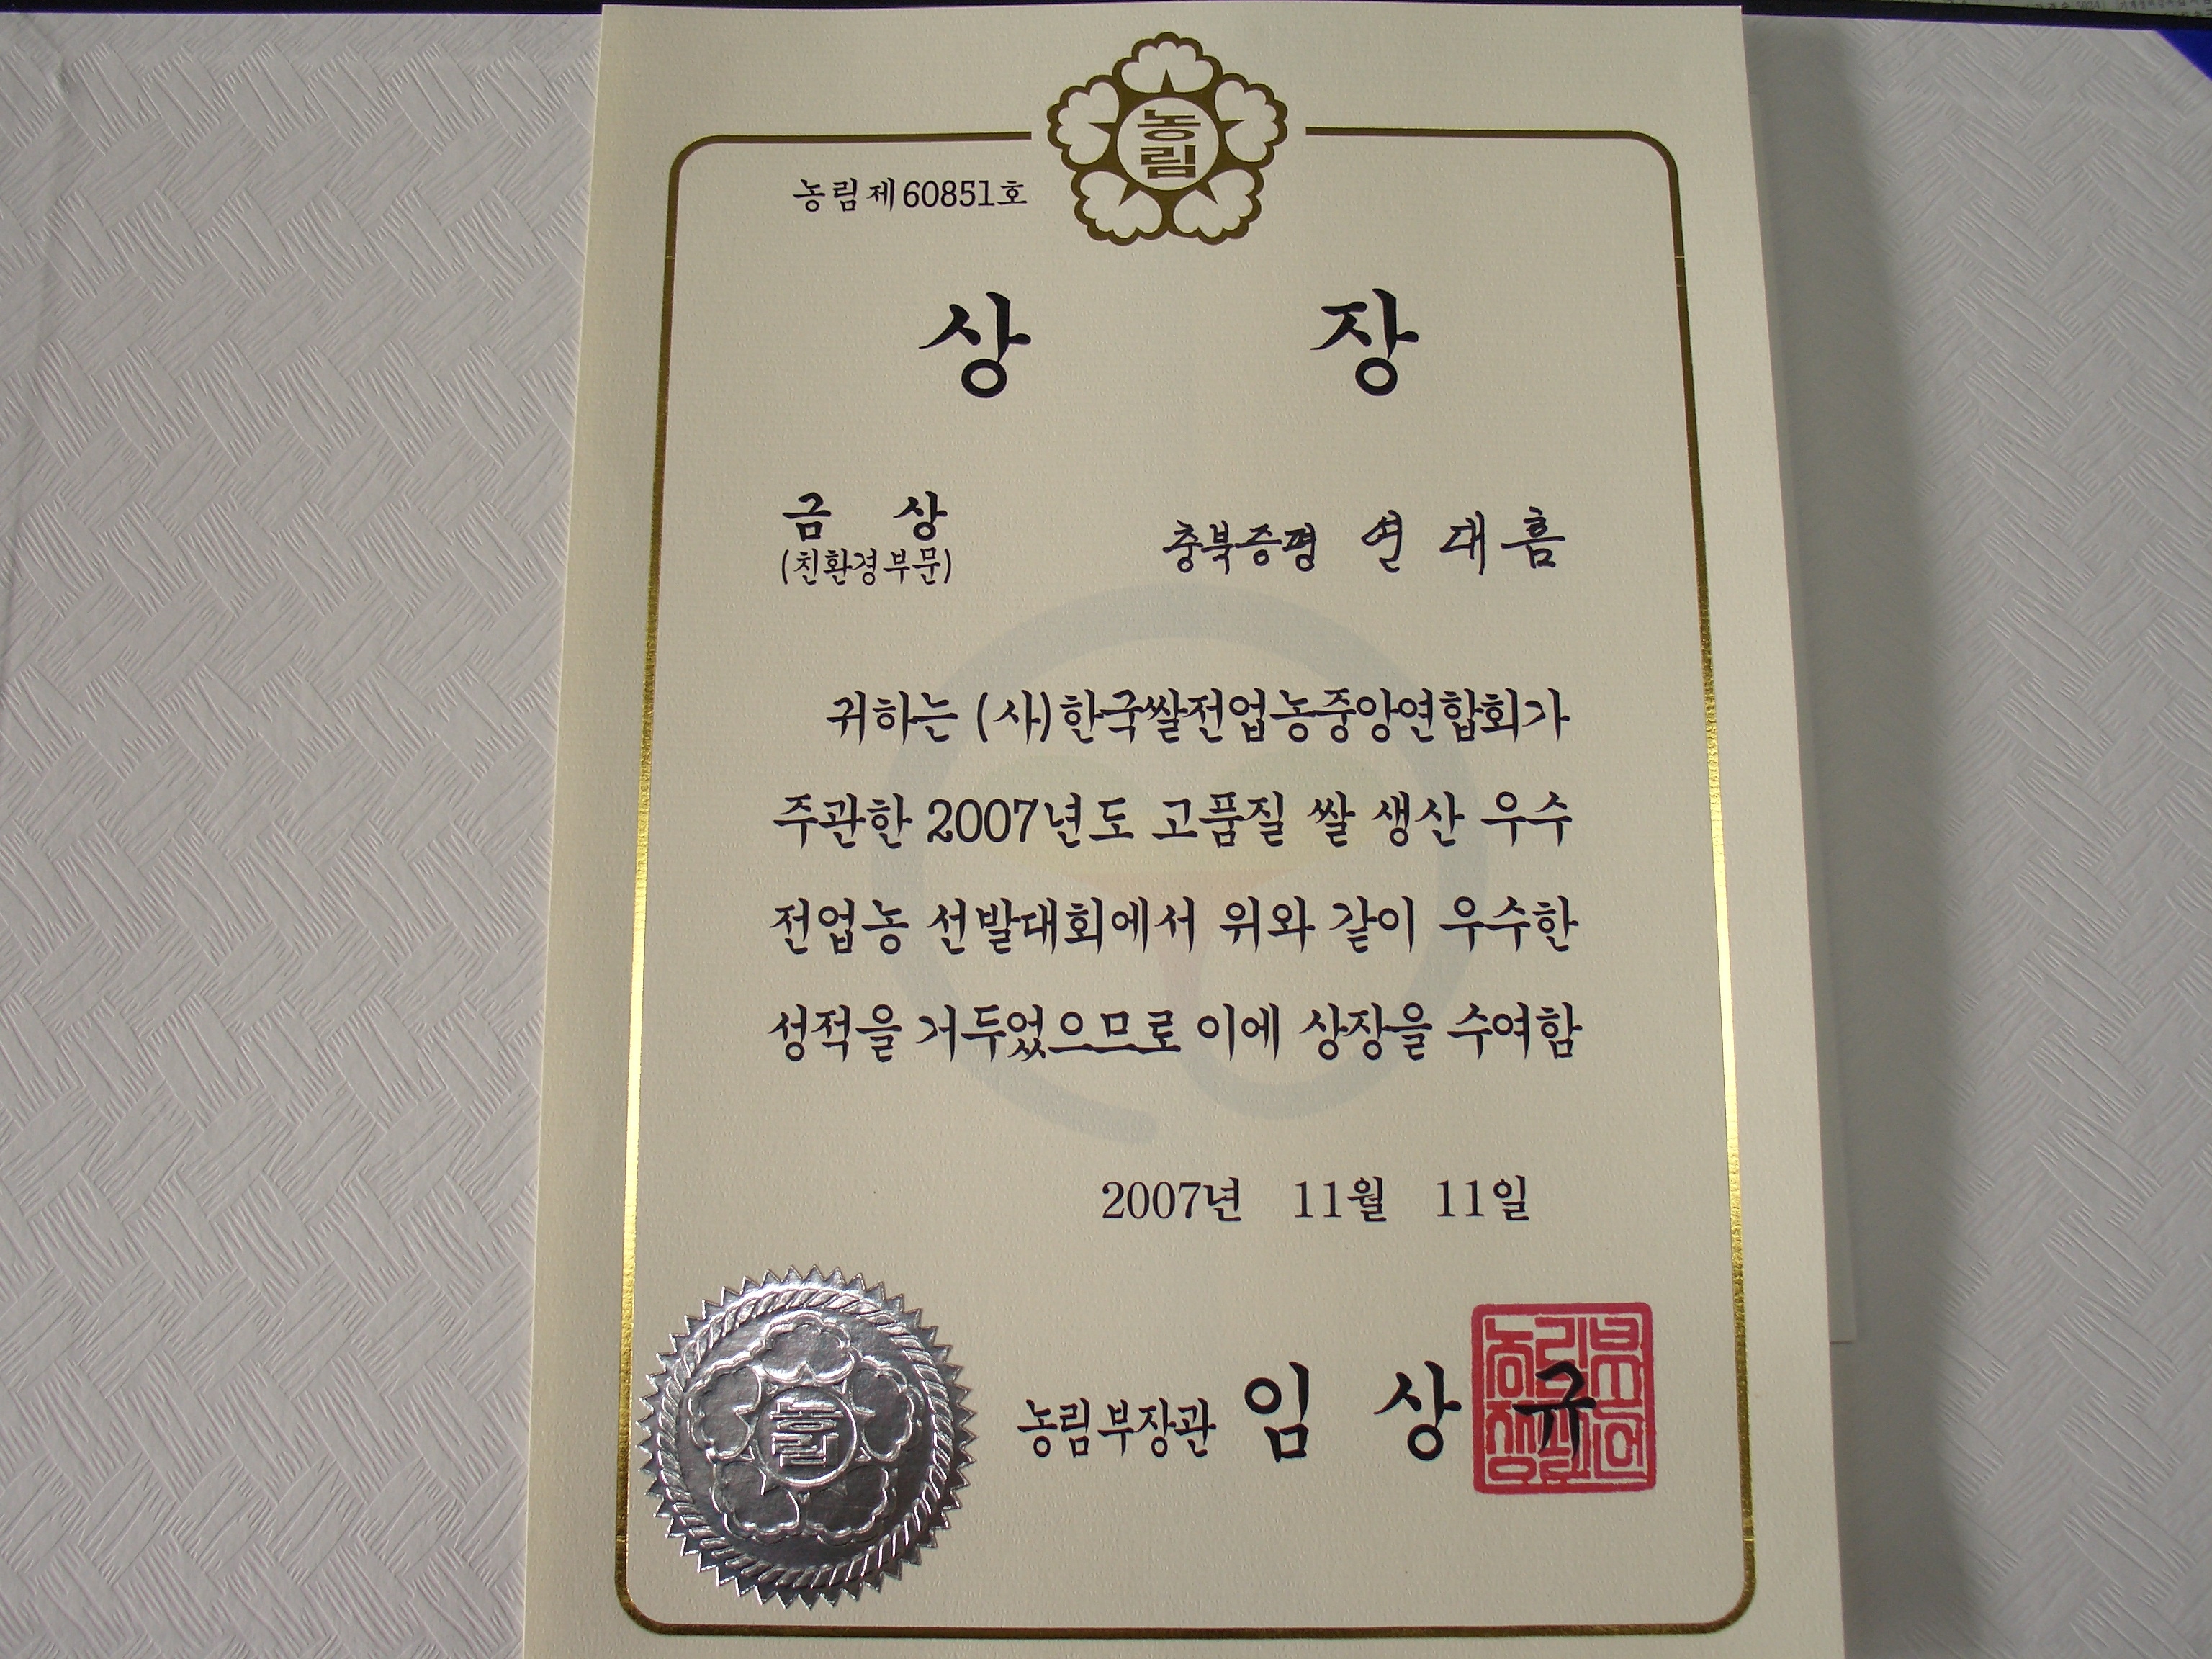 농림
농림 제 60851호
상 장
금 상
(친환경부문)
충북증평 연 대 흠
귀하는 (사)한국쌀전업농중앙연합회가
주관한 2007년도 고품질 쌀 생산 우수
전업농 선발대회에서 위와 같이 우수한
성적을 거두었으므로 이에 상장을 수여함
2007년 11월 11일
농림부장관 임 상 규
농림